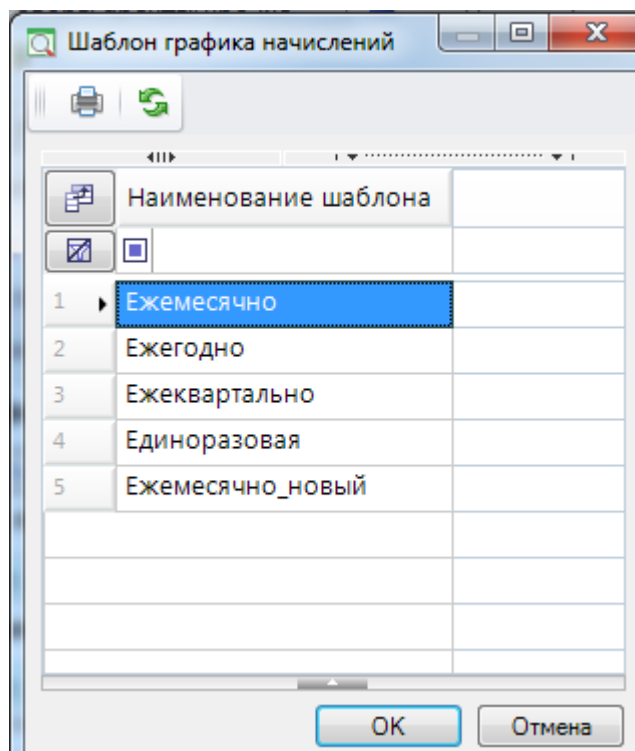 Шаблон графика начислений
Наименование шаблона
1 Ежемесячно
2 Ежегодно
3 Ежеквартально
4 Единоразовая
5 Ежемесячно_новый
OK Отмена